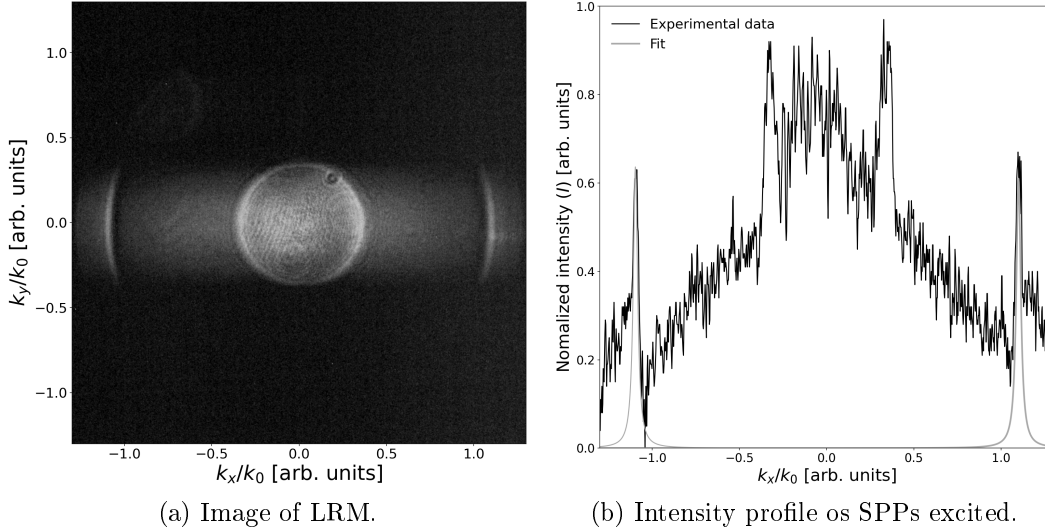 1.0
0.5
0.0
−0.5
−1.0
k_y/k_0 [arb. units]
−1.0 −0.5 0.0 0.5 1.0
k_x/k_0 [arb. units]
(a) Image of LRM.
1.0
0.8
0.6
0.4
0.2
0.0
Nomalized intensity (I) [arb. units]
Experimental data
Fit
−1.0 −0.5 0.0 0.5 1.0
k_x/k_0 [arb. units]
(b) Intensity profile os SPPs excited.